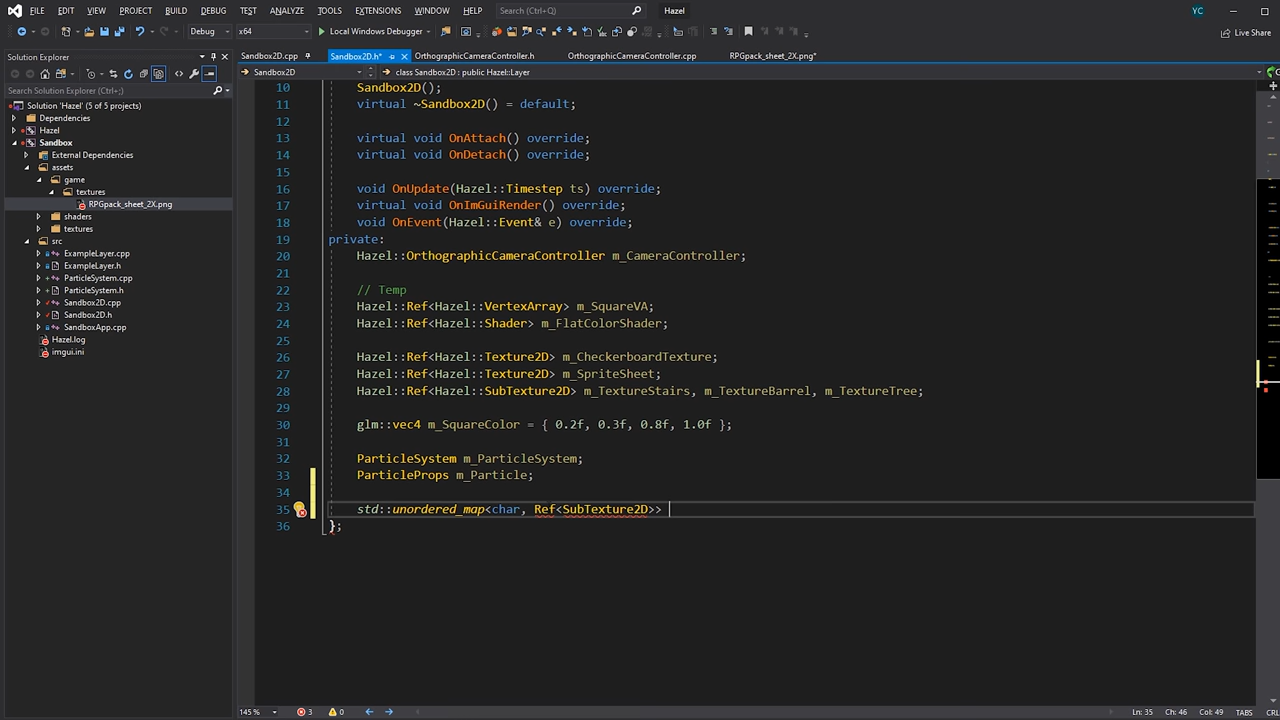 FILE EDIT VIEW PROJECT BUILD DEBUG TEST ANALYZE TOOLS EXTENSIONS WINDOW HELP Search (Ctrl+Q) Hazel YC
Debug x64 Local Windows Debugger Live Share
Solution Explorer
Search Solution Explorer (Ctrl+;)
Solution 'Hazel' (5 of 5 projects)
Dependencies
Hazel
Sandbox
External Dependencies
assets
game
textures
RPGpack_sheet_2X.png
shaders
textures
src
ExampleLayer.cpp
ExampleLayer.h
ParticleSystem.cpp
ParticleSystem.h
Sandbox2D.cpp
Sandbox2D.h
SandboxApp.cpp
Hazel.log
imgui.ini
Sandbox2D.cpp Sandbox2D.h* OrthographicCameraController.h OrthographicCameraController.cpp RPGpack_sheet_2X.png*
Sandbox2D class Sandbox2D : public Hazel::Layer
10 Sandbox2D();
11 virtual ~Sandbox2D() = default;
12
13 virtual void OnAttach() override;
14 virtual void OnDetach() override;
15
16 void OnUpdate(Hazel::Timestep ts) override;
17 virtual void OnImGuiRender() override;
18 void OnEvent(Hazel::Event& e) override;
19 private:
20 Hazel::OrthographicCameraController m_CameraController;
21
22 // Temp
23 Hazel::Ref<Hazel::VertexArray> m_SquareVA;
24 Hazel::Ref<Hazel::Shader> m_FlatColorShader;
25
26 Hazel::Ref<Hazel::Texture2D> m_CheckerboardTexture;
27 Hazel::Ref<Hazel::Texture2D> m_SpriteSheet;
28 Hazel::Ref<Hazel::SubTexture2D> m_TextureStairs, m_TextureBarrel, m_TextureTree;
29
30 glm::vec4 m_SquareColor = { 0.2f, 0.3f, 0.8f, 1.0f };
31
32 ParticleSystem m_ParticleSystem;
33 ParticleProps m_Particle;
34
35 std::unordered_map<char, Ref<SubTexture2D>>
36 };
145 % 3 0 Ln: 35 Ch: 46 Col: 49 TABS CRL